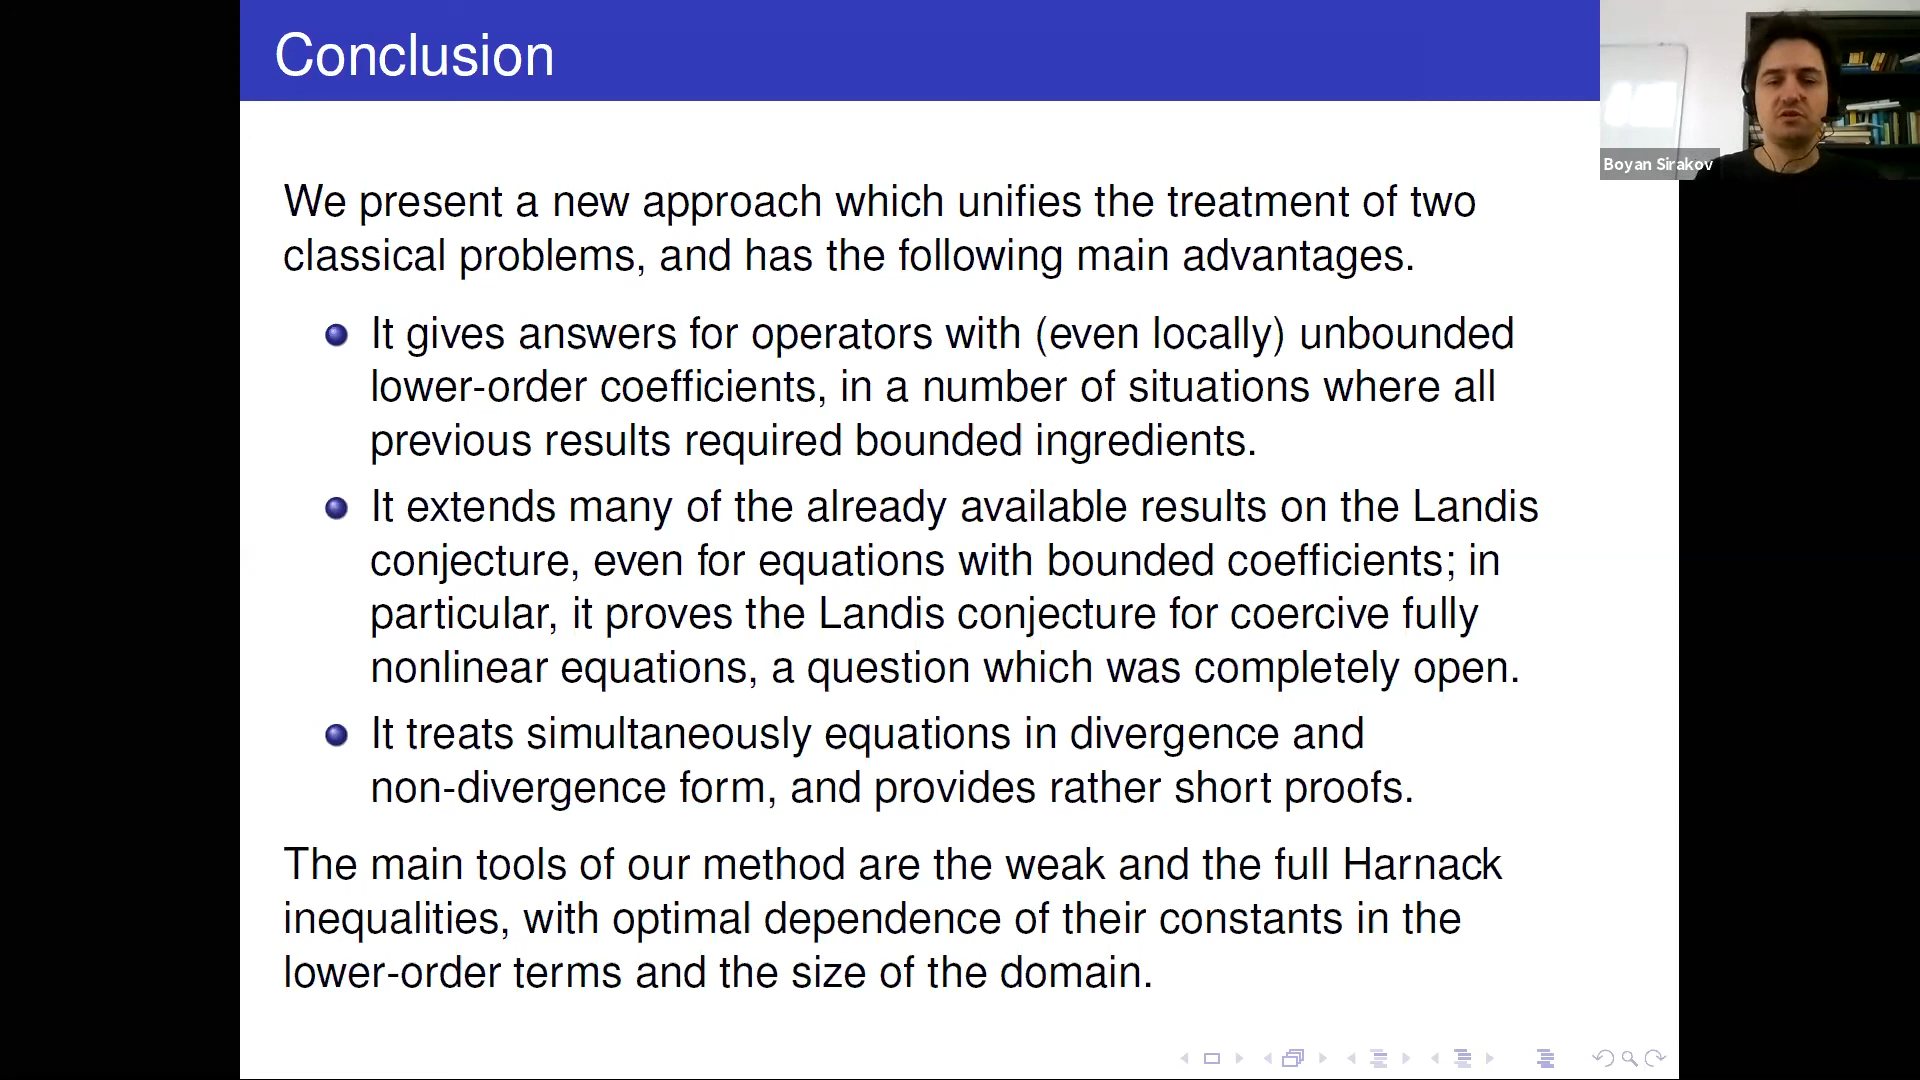 Conclusion
Boyan Sirakov
We present a new approach which unifies the treatment of two
classical problems, and has the following main advantages.
It gives answers for operators with (even locally) unbounded
lower-order coefficients, in a number of situations where all
previous results required bounded ingredients.
It extends many of the already available results on the Landis
conjecture, even for equations with bounded coefficients; in
particular, it proves the Landis conjecture for coercive fully
nonlinear equations, a question which was completely open.
It treats simultaneously equations in divergence and
non-divergence form, and provides rather short proofs.
The main tools of our method are the weak and the full Harnack
inequalities, with optimal dependence of their constants in the
lower-order terms and the size of the domain.